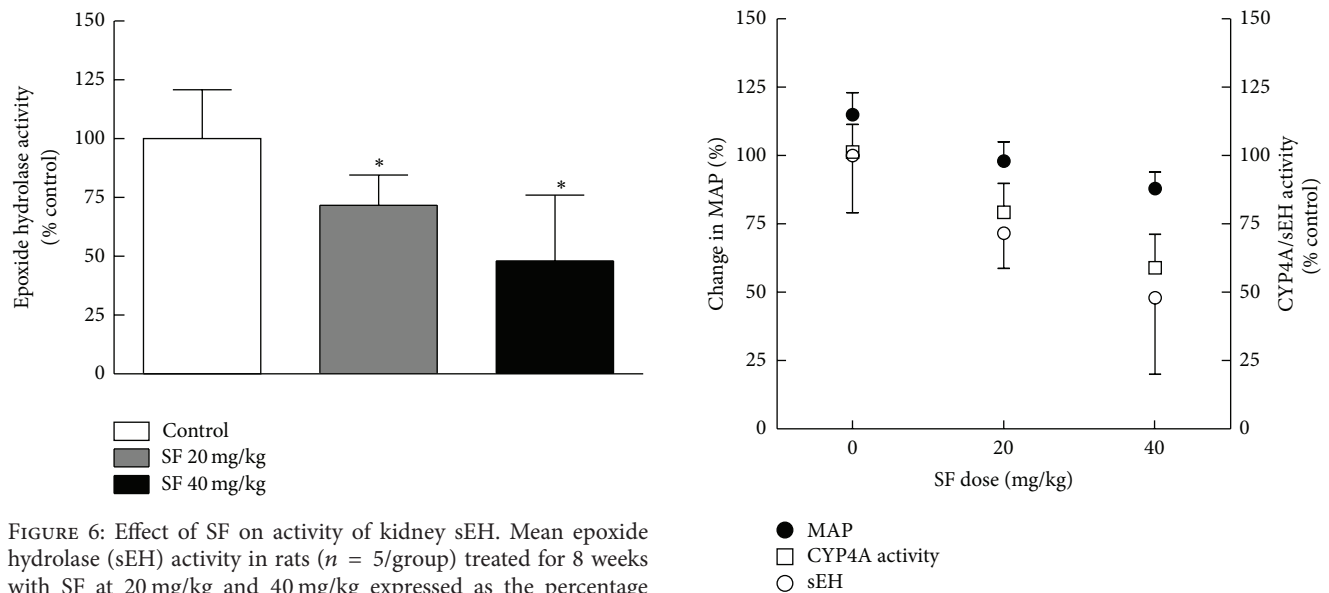 150
125
100
75
50
25
0
Epoxide hydrolase activity
(% control)
*
*
Control
SF 20 mg/kg
SF 40 mg/kg
FIGURE 6: Effect of SF on activity of kidney sEH. Mean epoxide
hydrolase (sEH) activity in rats (n = 5/group) treated for 8 weeks
with SF at 20 mg/kg and 40 mg/kg expressed as the percentage
150
125
100
75
50
25
0
Change in MAP (%)
150
125
100
75
50
25
0
CYP4A/sEH activity
(% control)
0 20 40
SF dose (mg/kg)
MAP
CYP4A activity
sEH